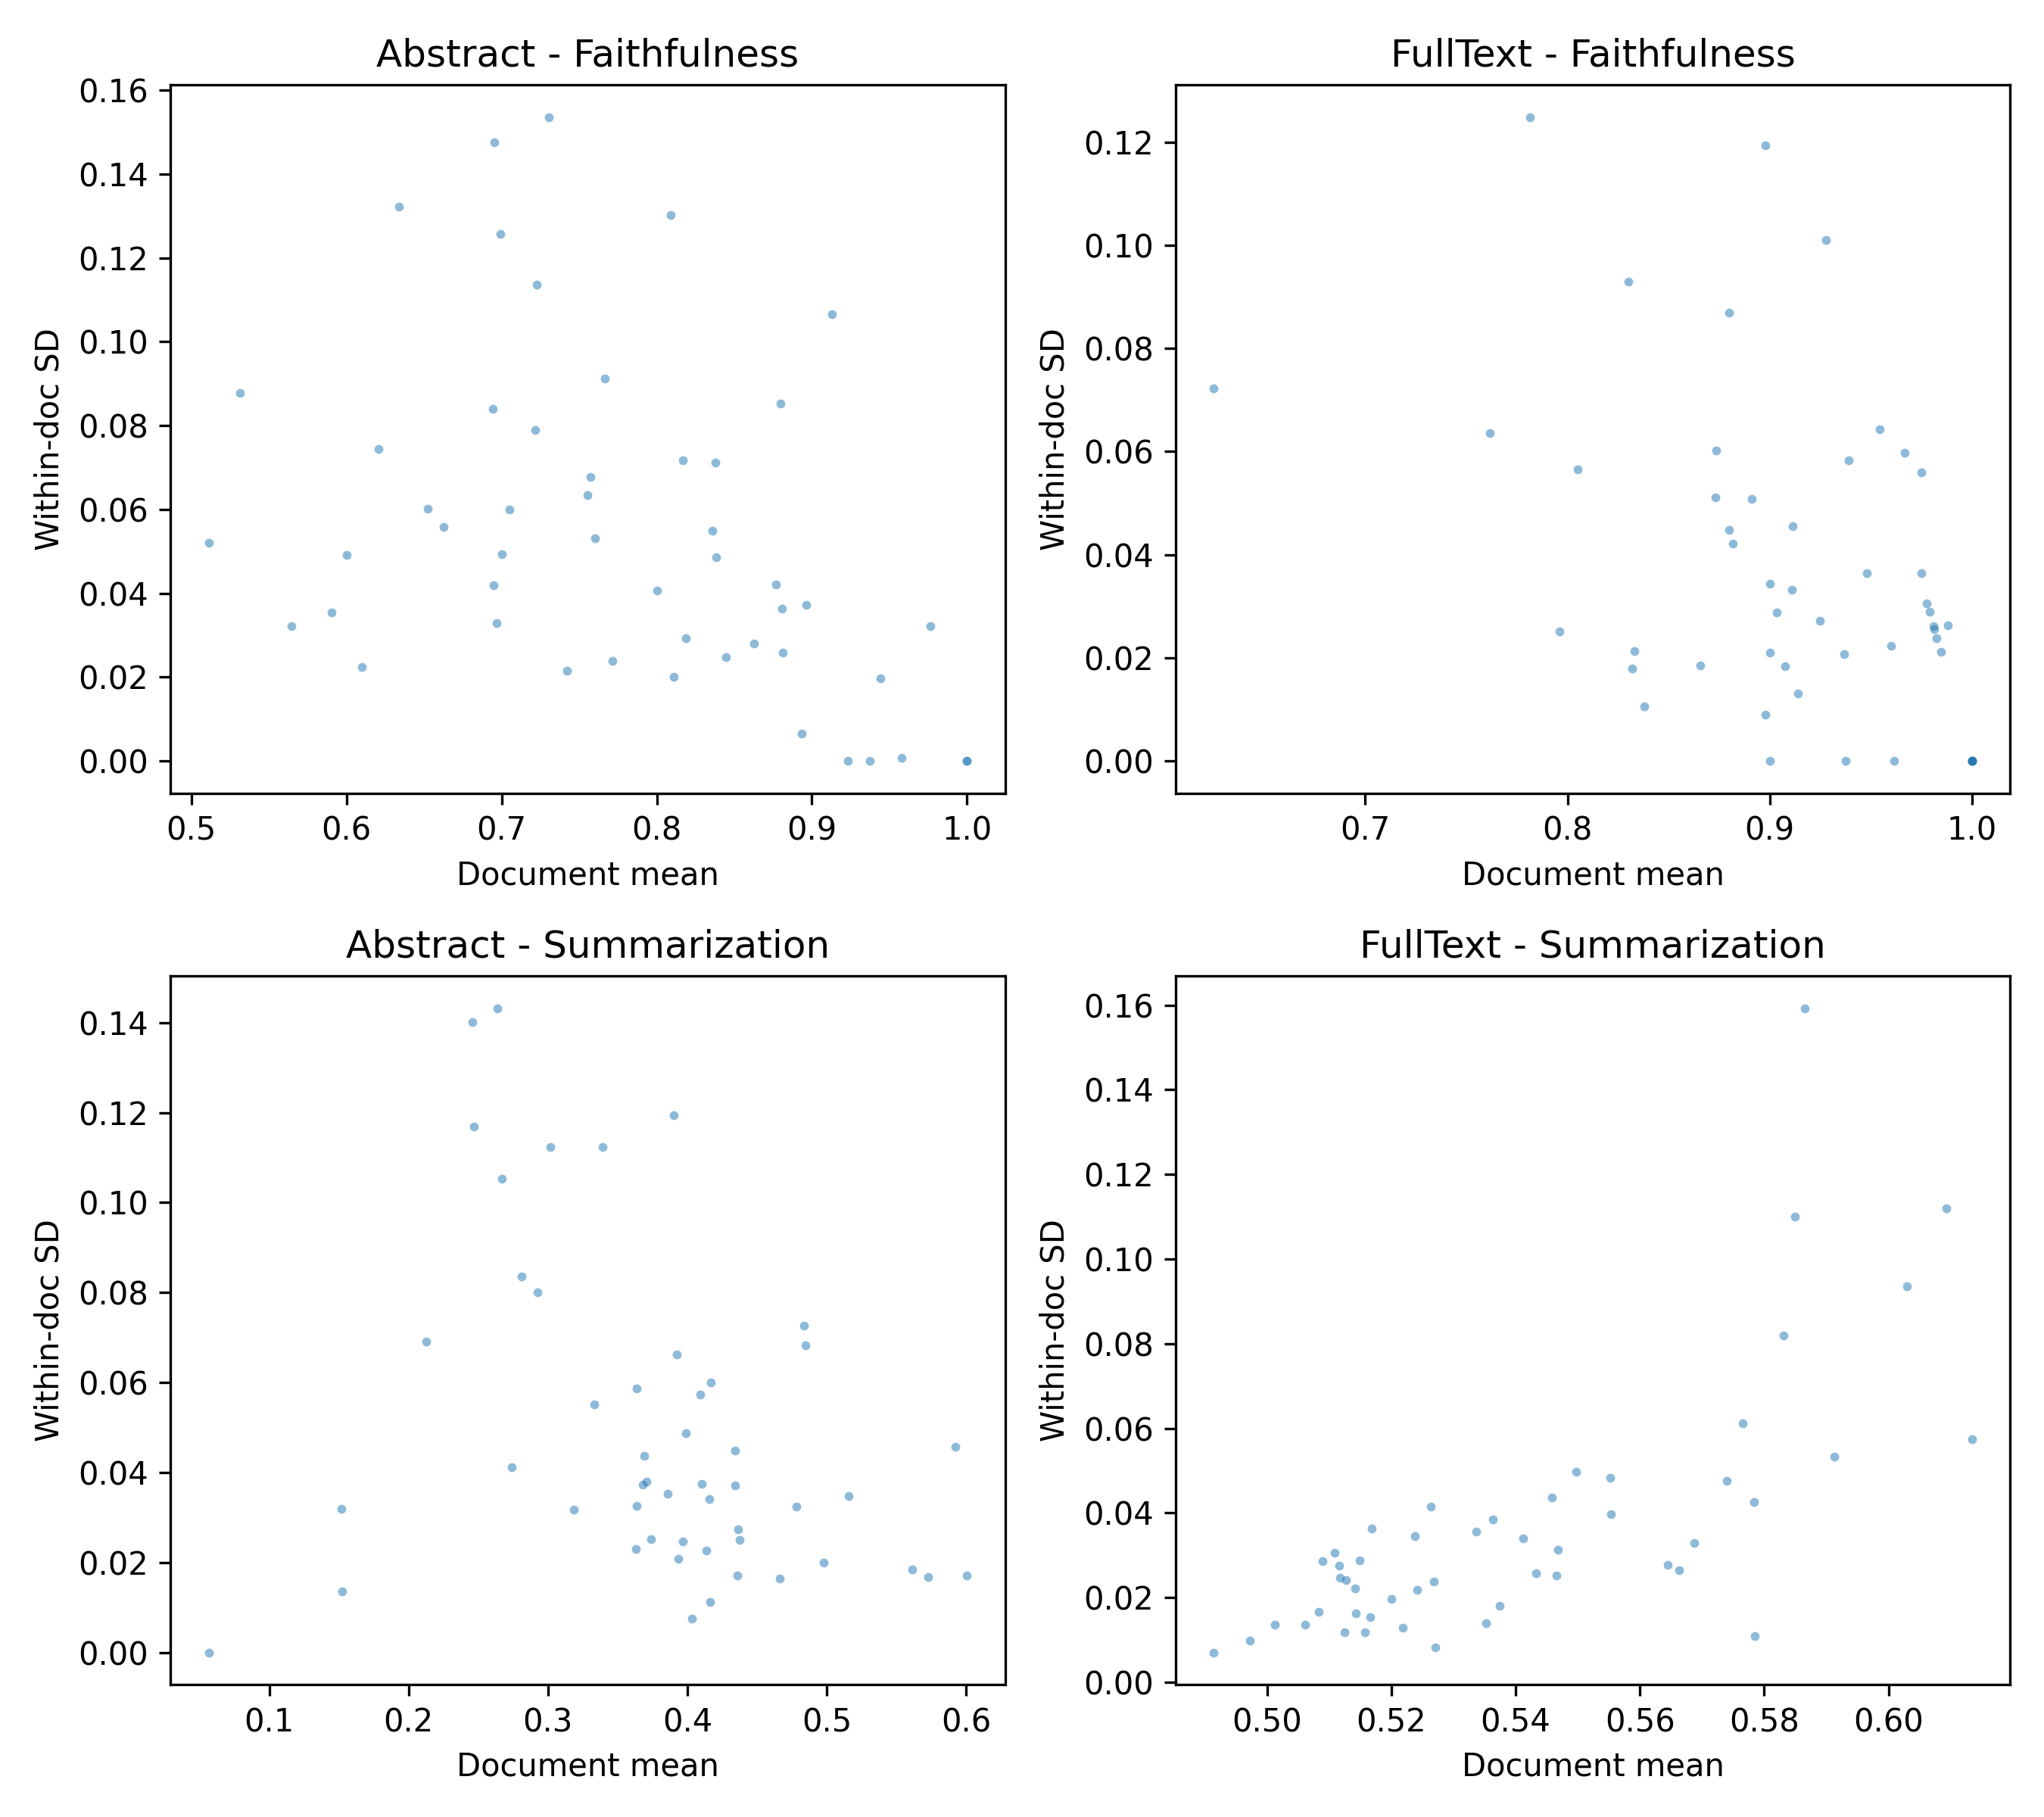 Abstract - Faithfulness
Within-doc SD
0.16
0.14
0.12
0.10
0.08
0.06
0.04
0.02
0.00
0.5 0.6 0.7 0.8 0.9 1.0
Document mean
FullText - Faithfulness
Within-doc SD
0.12
0.10
0.08
0.06
0.04
0.02
0.00
0.7 0.8 0.9 1.0
Document mean
Abstract - Summarization
Within-doc SD
0.14
0.12
0.10
0.08
0.06
0.04
0.02
0.00
0.1 0.2 0.3 0.4 0.5 0.6
Document mean
FullText - Summarization
Within-doc SD
0.16
0.14
0.12
0.10
0.08
0.06
0.04
0.02
0.00
0.50 0.52 0.54 0.56 0.58 0.60
Document mean